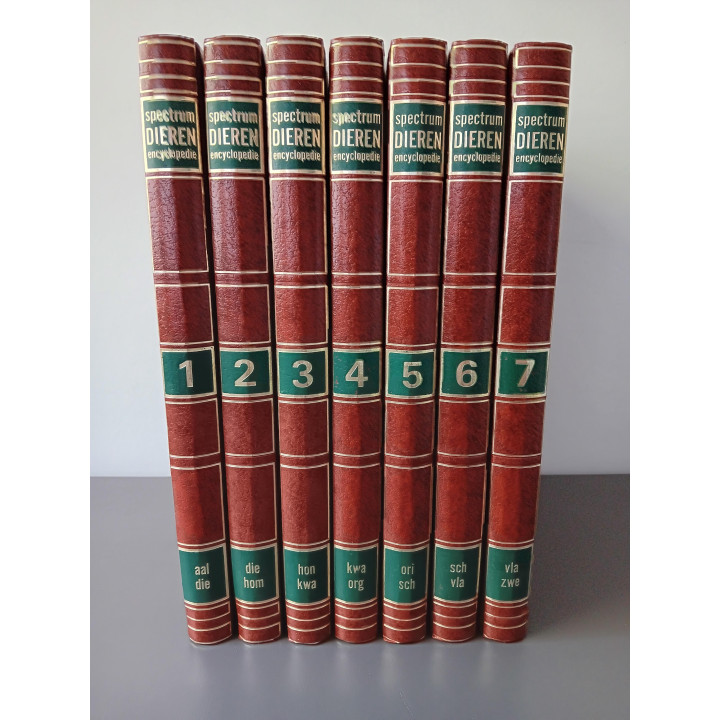 spectrum
DIEREN
encyclopedie
1
aal
die
spectrum
DIEREN
encyclopedie
2
die
hom
spectrum
DIEREN
encyclopedie
3
hon
kwa
spectrum
DIEREN
encyclopedie
4
kwa
org
spectrum
DIEREN
encyclopedie
5
ori
sch
spectrum
DIEREN
encyclopedie
6
sch
vla
spectrum
DIEREN
encyclopedie
7
vla
zwe